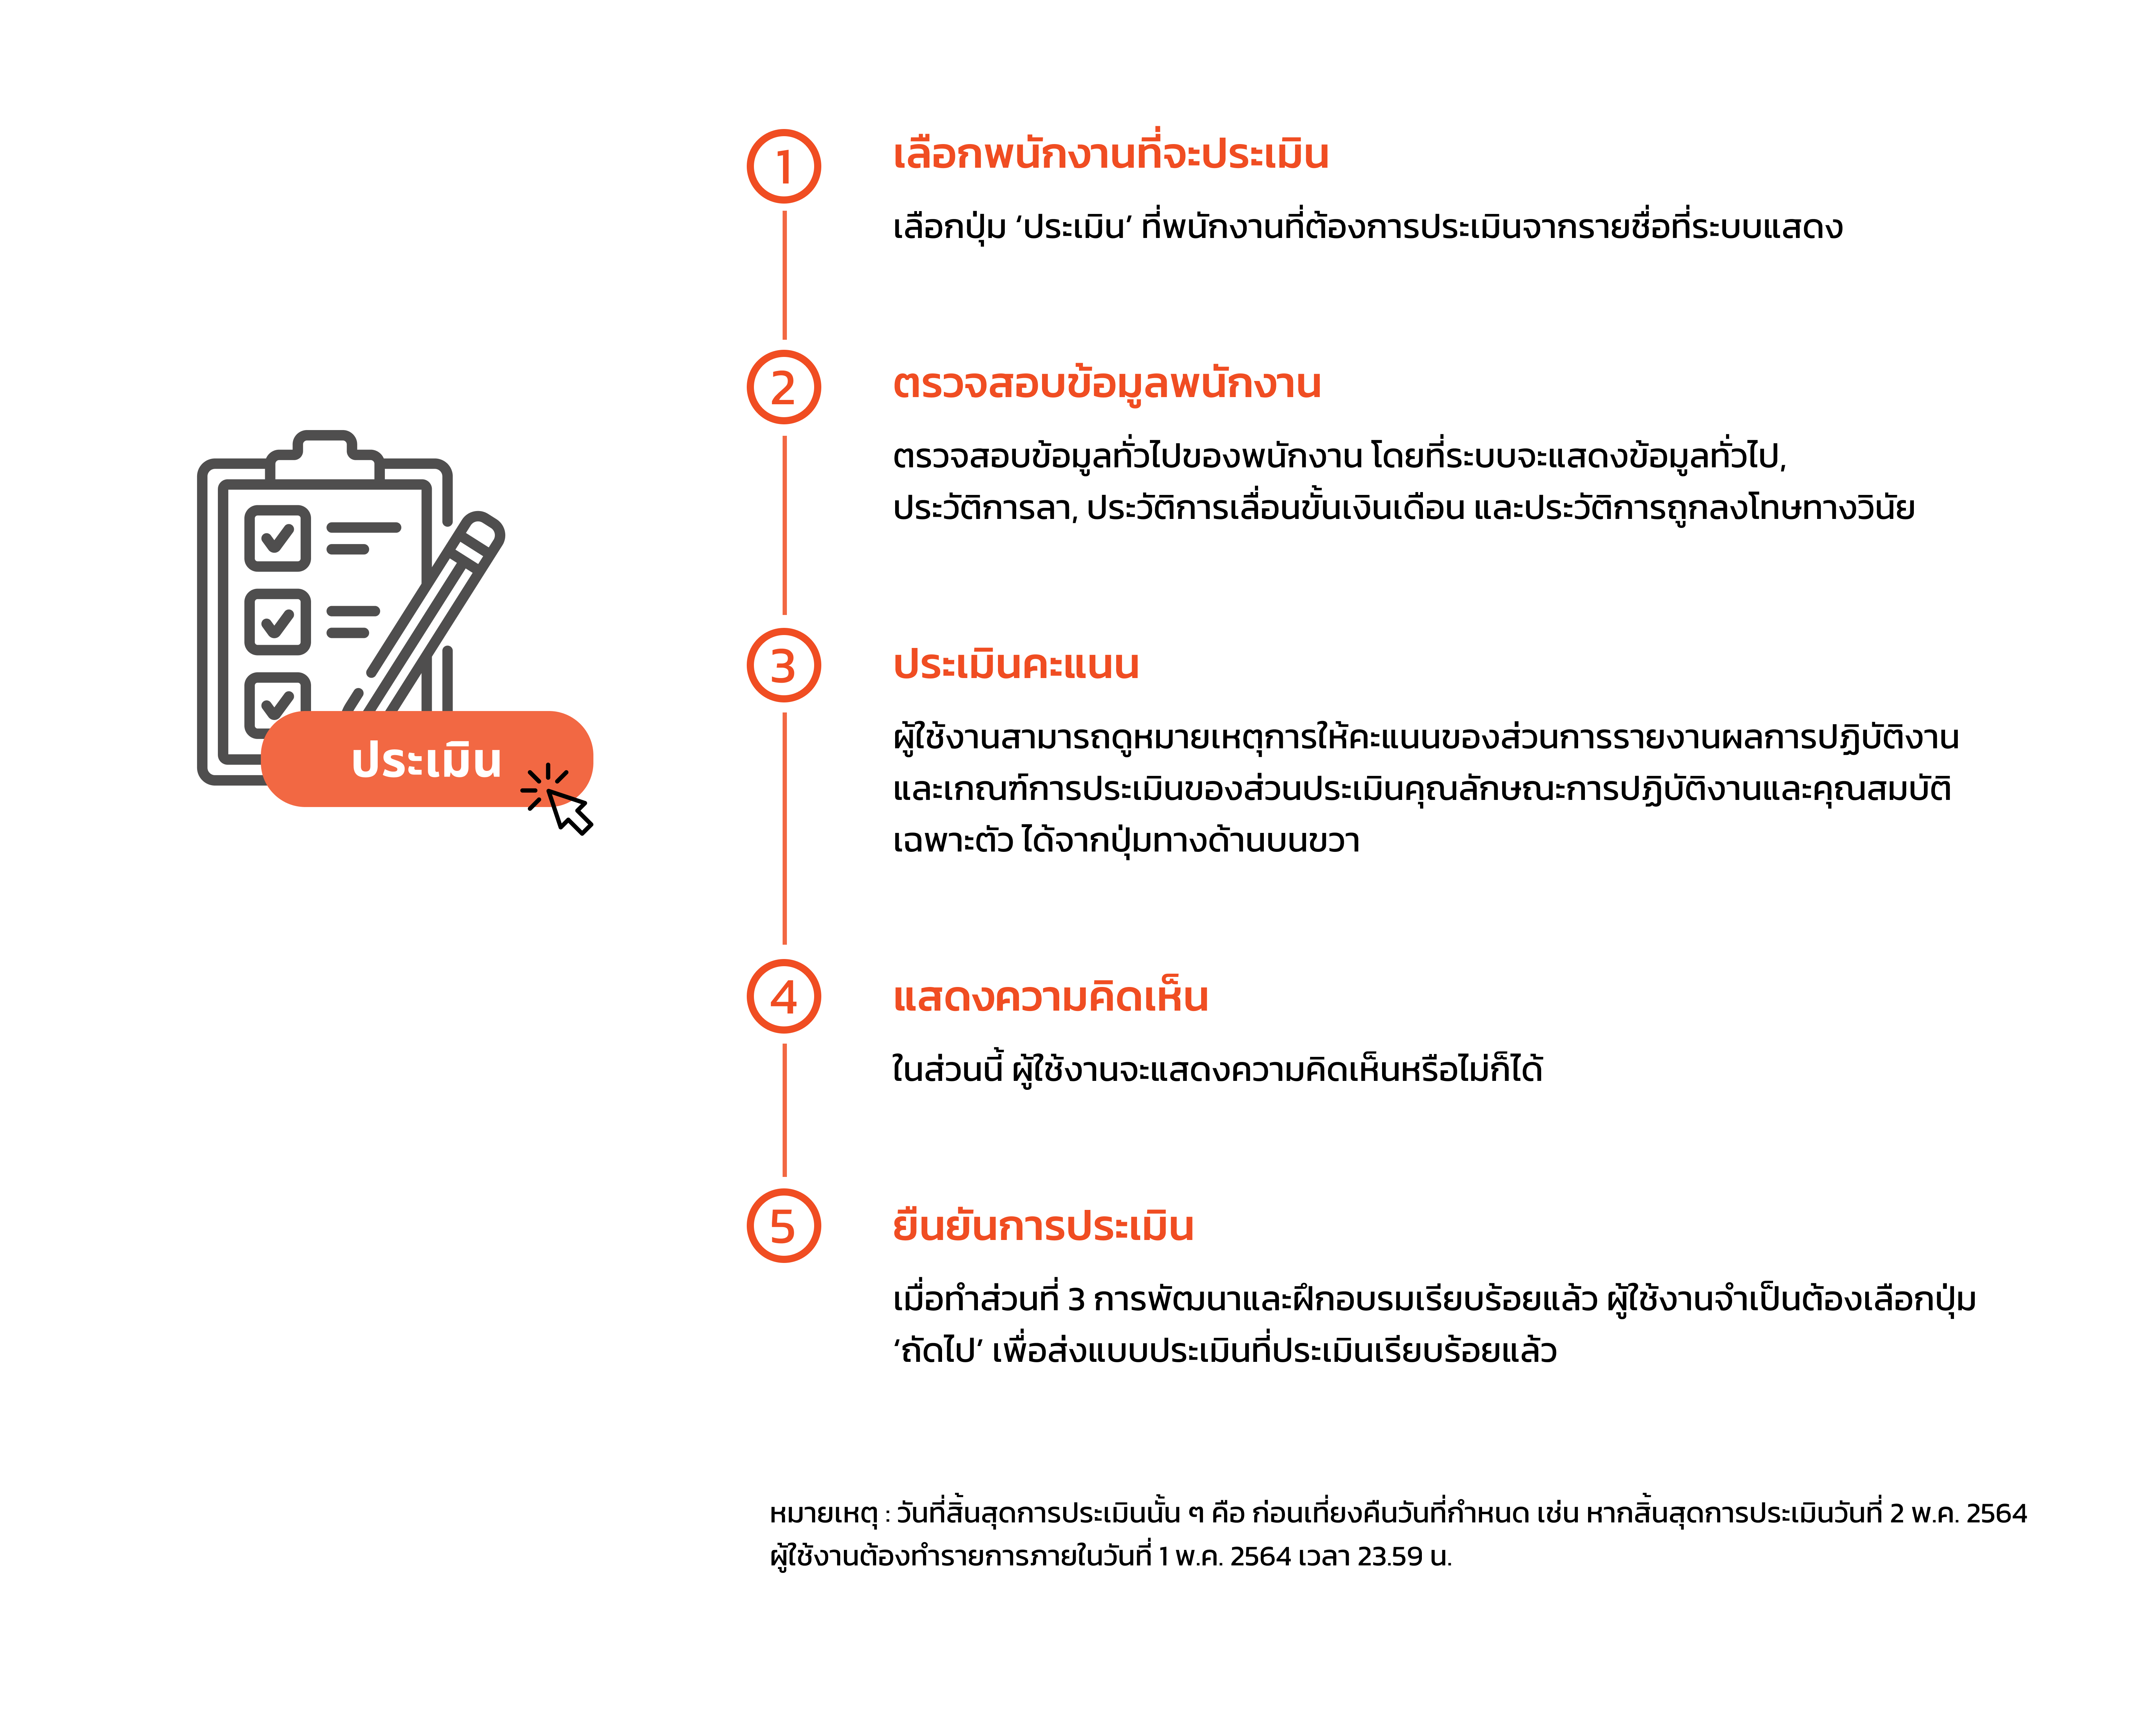 1
เลือกพนักงานที่จะประเมิน
เลือกปุ่ม ‘ประเมิน’ ที่พนักงานที่ต้องการประเมินจากรายชื่อที่ระบบแสดง
2
ตรวจสอบข้อมูลพนักงาน
ตรวจสอบข้อมูลทั่วไปของพนักงาน โดยที่ระบบจะแสดงข้อมูลทั่วไป,
ประวัติการลา, ประวัติการเลื่อนขั้นเงินเดือน และประวัติการถูกลงโทษทางวินัย
3
ประเมินคะแนน
ผู้ใช้งานสามารถดูหมายเหตุการให้คะแนนของส่วนการรายงานผลการปฏิบัติงาน
และเกณฑ์การประเมินของส่วนประเมินคุณลักษณะการปฏิบัติงานและคุณสมบัติ
เฉพาะตัว ได้จากปุ่มทางด้านบนขวา
ประเมิน
4
แสดงความคิดเห็น
ในส่วนนี้ ผู้ใช้งานจะแสดงความคิดเห็นหรือไม่ก็ได้
5
ยืนยันการประเมิน
เมื่อทำส่วนที่ 3 การพัฒนาและฝึกอบรมเรียบร้อยแล้ว ผู้ใช้งานจำเป็นต้องเลือกปุ่ม
‘ถัดไป’ เพื่อส่งแบบประเมินที่ประเมินเรียบร้อยแล้ว
หมายเหตุ : วันที่สิ้นสุดการประเมินนั้น ๆ คือ ก่อนเที่ยงคืนวันที่กำหนด เช่น หากสิ้นสุดการประเมินวันที่ 2 พ.ค. 2564
ผู้ใช้งานต้องทำรายการภายในวันที่ 1 พ.ค. 2564 เวลา 23.59 น.